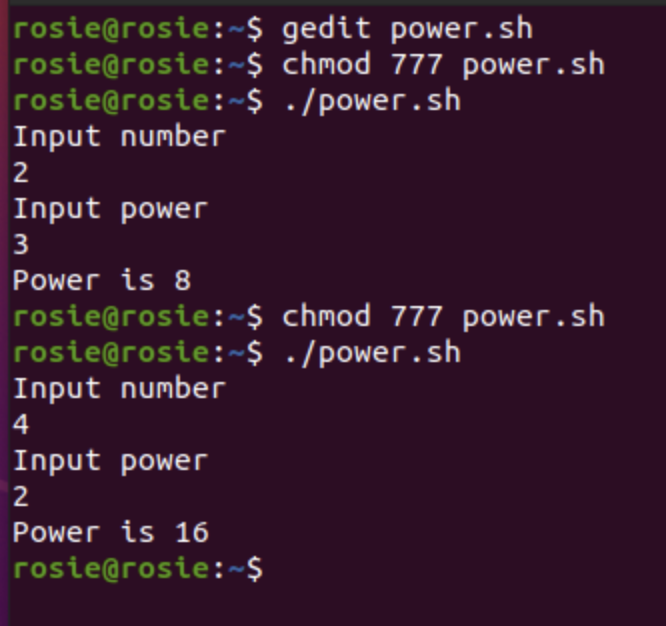 rosie@rosie:~$ gedit power.sh
rosie@rosie:~$ chmod 777 power.sh
rosie@rosie:~$ ./power.sh
Input number
2
Input power
3
Power is 8
rosie@rosie:~$ chmod 777 power.sh
rosie@rosie:~$ ./power.sh
Input number
4
Input power
2
Power is 16
rosie@rosie:~$